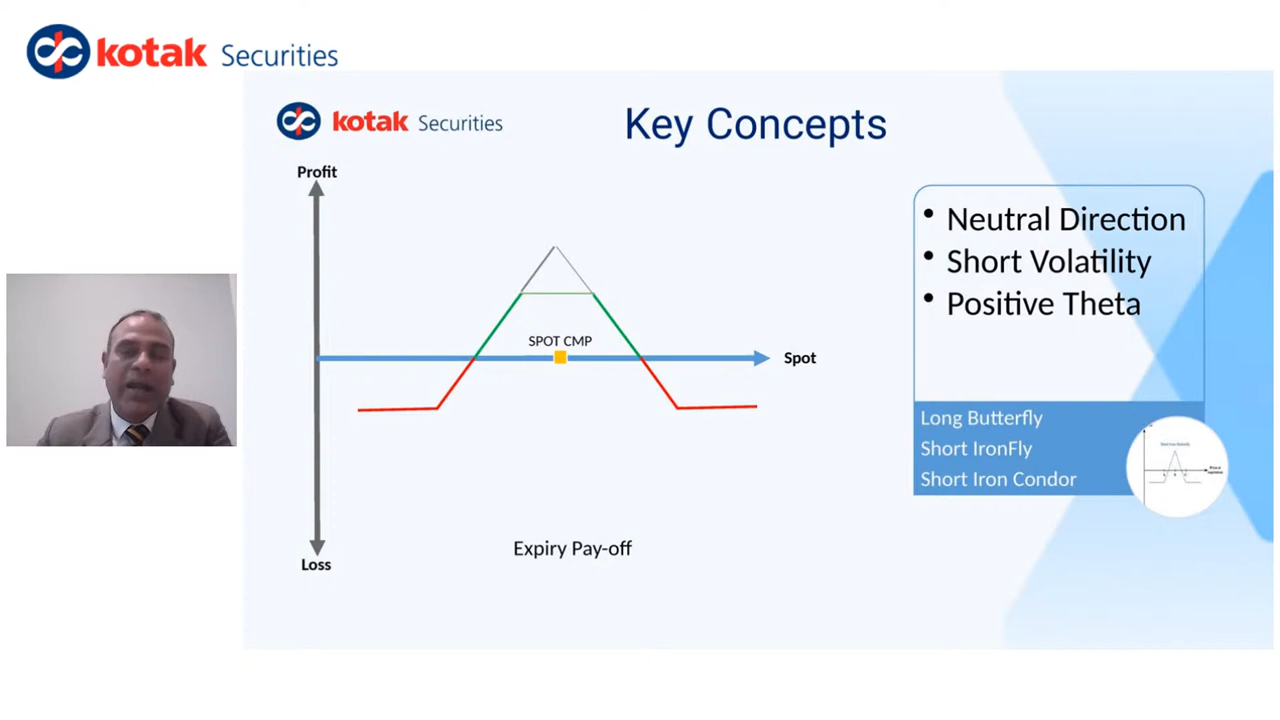 kotak Securities
kotak Securities
Key Concepts
Profit
SPOT CMP
Spot
Loss
Expiry Pay-off
• Neutral Direction
• Short Volatility
• Positive Theta
Long Butterfly
Short IronFly
Short Iron Condor